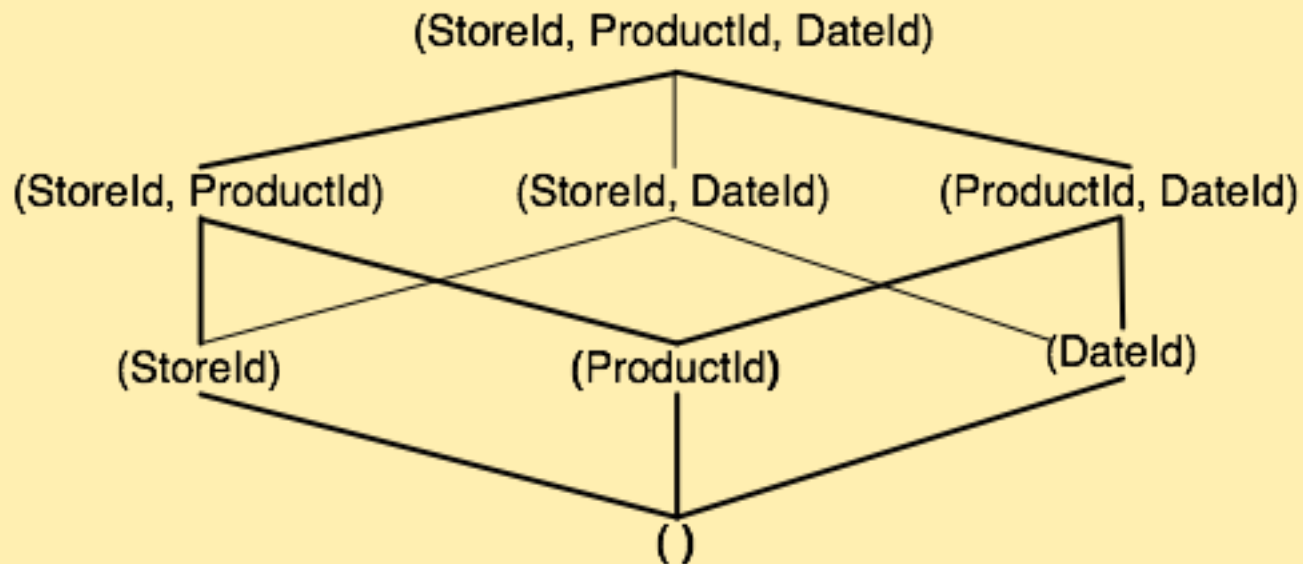 (StoreId, ProductId, DateId)
(StoreId, ProductId) (StoreId, DateId) (ProductId, DateId)
(StoreId) (ProductId) (DateId)
( )